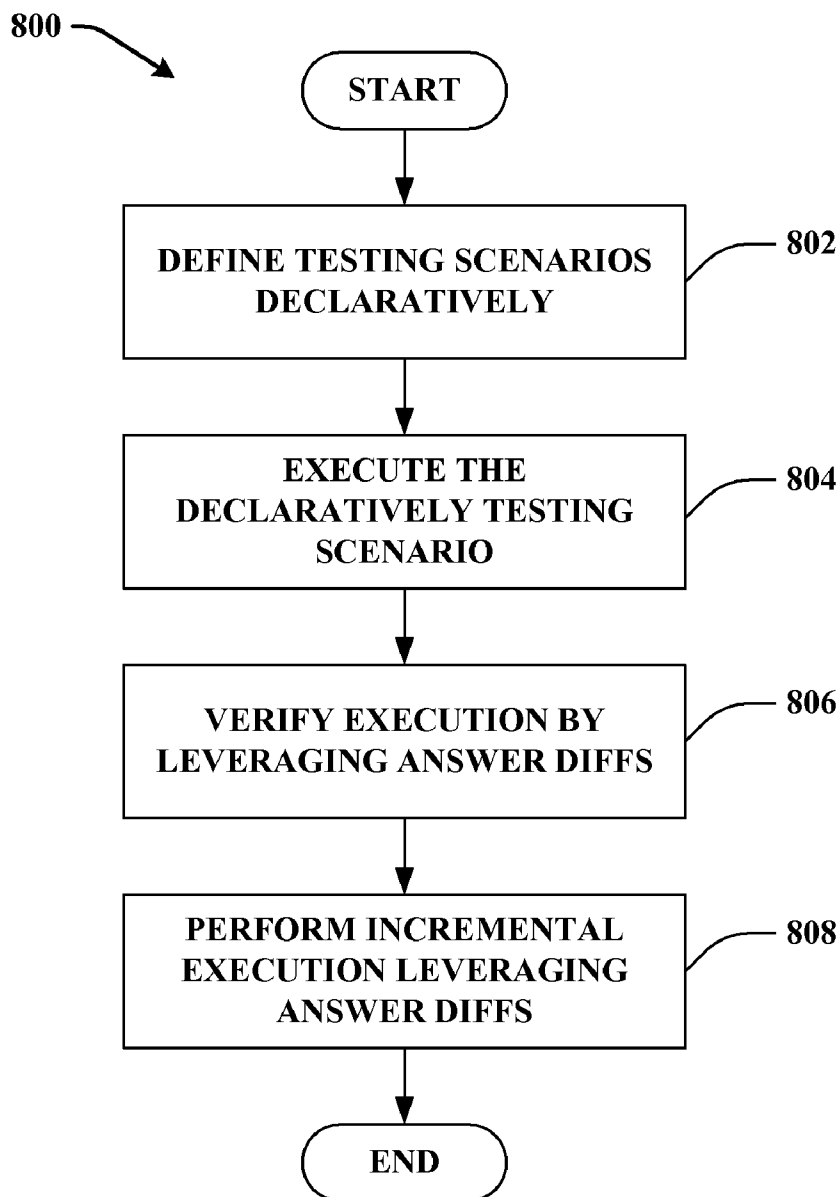 800
START
DEFINE TESTING SCENARIOS
DECLARATIVELY
802
EXECUTE THE
DECLARATIVELY TESTING
SCENARIO
804
VERIFY EXECUTION BY
LEVERAGING ANSWER DIFFS
806
PERFORM INCREMENTAL
EXECUTION LEVERAGING
ANSWER DIFFS
808
END